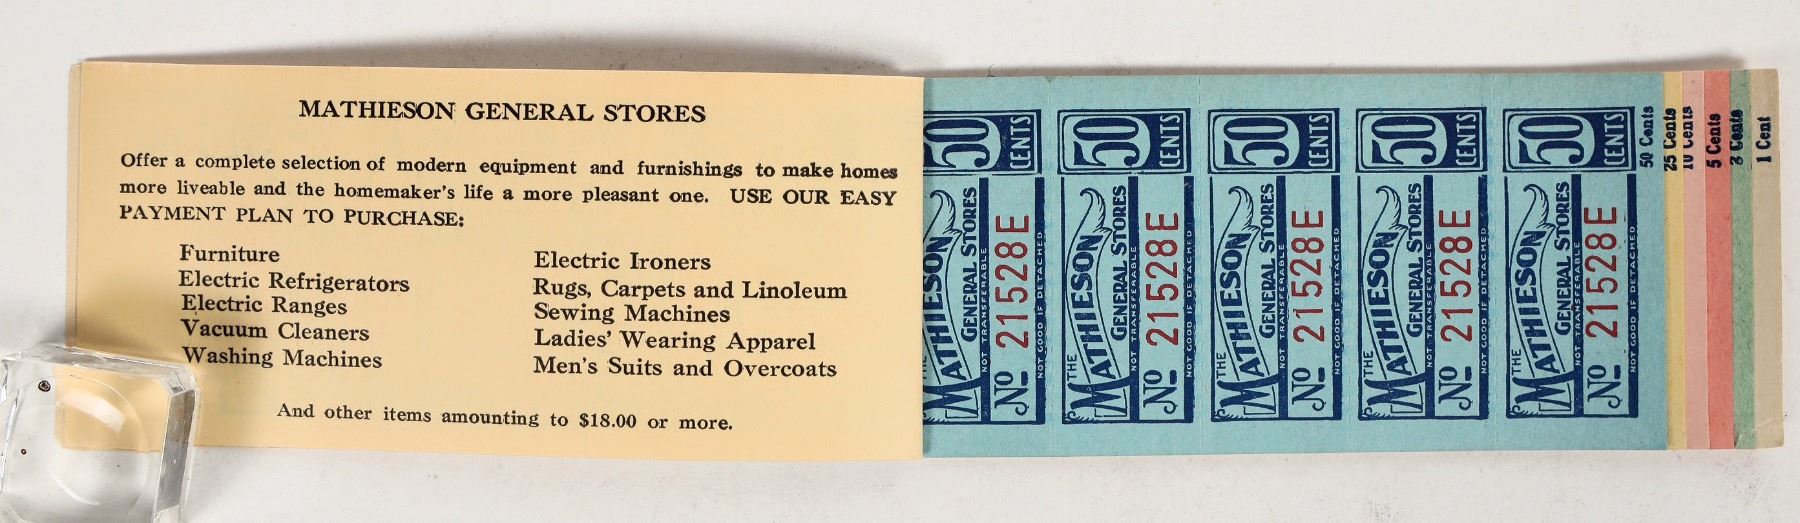 MATHIESON GENERAL STORES
Offer a complete selection of modern equipment and furnishings to make homes
more liveable and the homemaker's life a more pleasant one. USE OUR EASY
PAYMENT PLAN TO PURCHASE:
Furniture
Electric Refrigerators
Electric Ranges
Vacuum Cleaners
Washing Machines
Electric Ironers
Rugs, Carpets and Linoleum
Sewing Machines
Ladies' Wearing Apparel
Men's Suits and Overcoats
And other items amounting to $18.00 or more.
50 CENTS
THE MATHIESON
GENERAL STORES
NOT TRANSFERABLE
No 21528E
NOT GOOD IF DETACHED
50 CENTS
THE MATHIESON
GENERAL STORES
NOT TRANSFERABLE
No 21528E
NOT GOOD IF DETACHED
50 CENTS
THE MATHIESON
GENERAL STORES
NOT TRANSFERABLE
No 21528E
NOT GOOD IF DETACHED
50 CENTS
THE MATHIESON
GENERAL STORES
NOT TRANSFERABLE
No 21528E
NOT GOOD IF DETACHED
50 CENTS
THE MATHIESON
GENERAL STORES
NOT TRANSFERABLE
No 21528E
NOT GOOD IF DETACHED
50 Cents
25 Cents
10 Cents
5 Cents
Cents
1 Cent